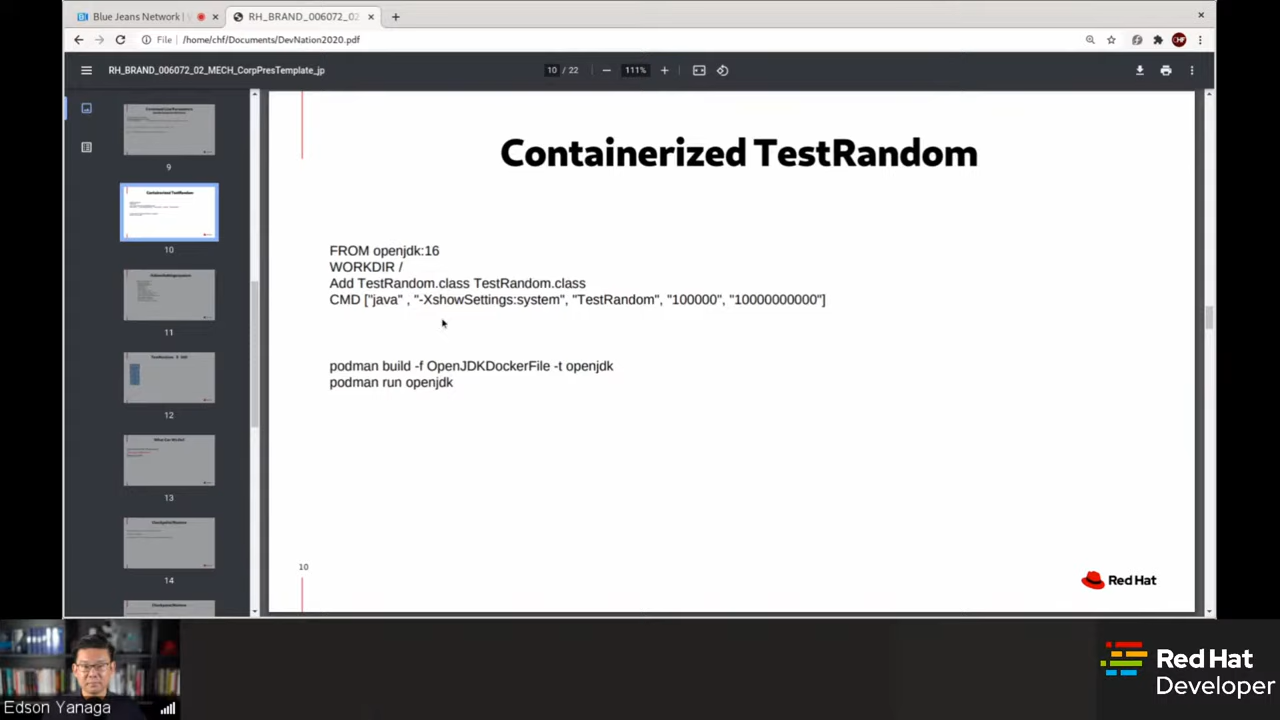 Blue Jeans Network |
RH_BRAND_006072_02
File
/home/chf/Documents/DevNation2020.pdf
CHF
RH_BRAND_006072_02_MECH_CorpPresTemplate_jp
10 / 22
111%
9
10
11
12
13
14
Containerized TestRandom
FROM openjdk:16
WORKDIR /
Add TestRandom.class TestRandom.class
CMD ["java" , "-XshowSettings:system", "TestRandom", "100000", "10000000000"]
podman build -f OpenJDKDockerFile -t openjdk
podman run openjdk
10
Red Hat
Edson Yanaga
Red Hat
Developer